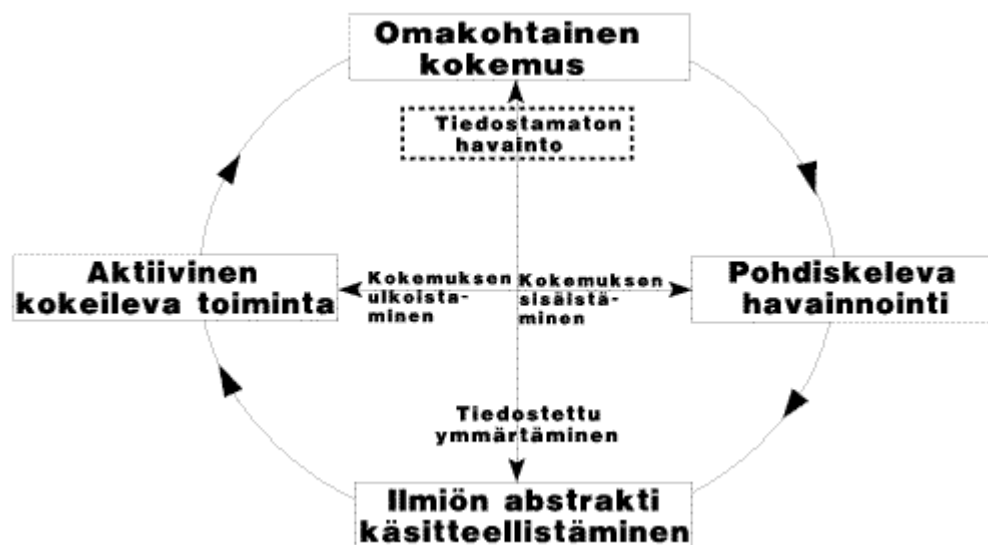 Omakohtainen
kokemus
Tiedostamaton
havainto
Aktiivinen
kokeileva toiminta
Kokemuksen
ulkoista-
minen
Kokemuksen
sisäistä-
minen
Pohdiskeleva
havainnointi
Tiedostettu
ymmärtäminen
Ilmiön abstrakti
käsitteellistäminen